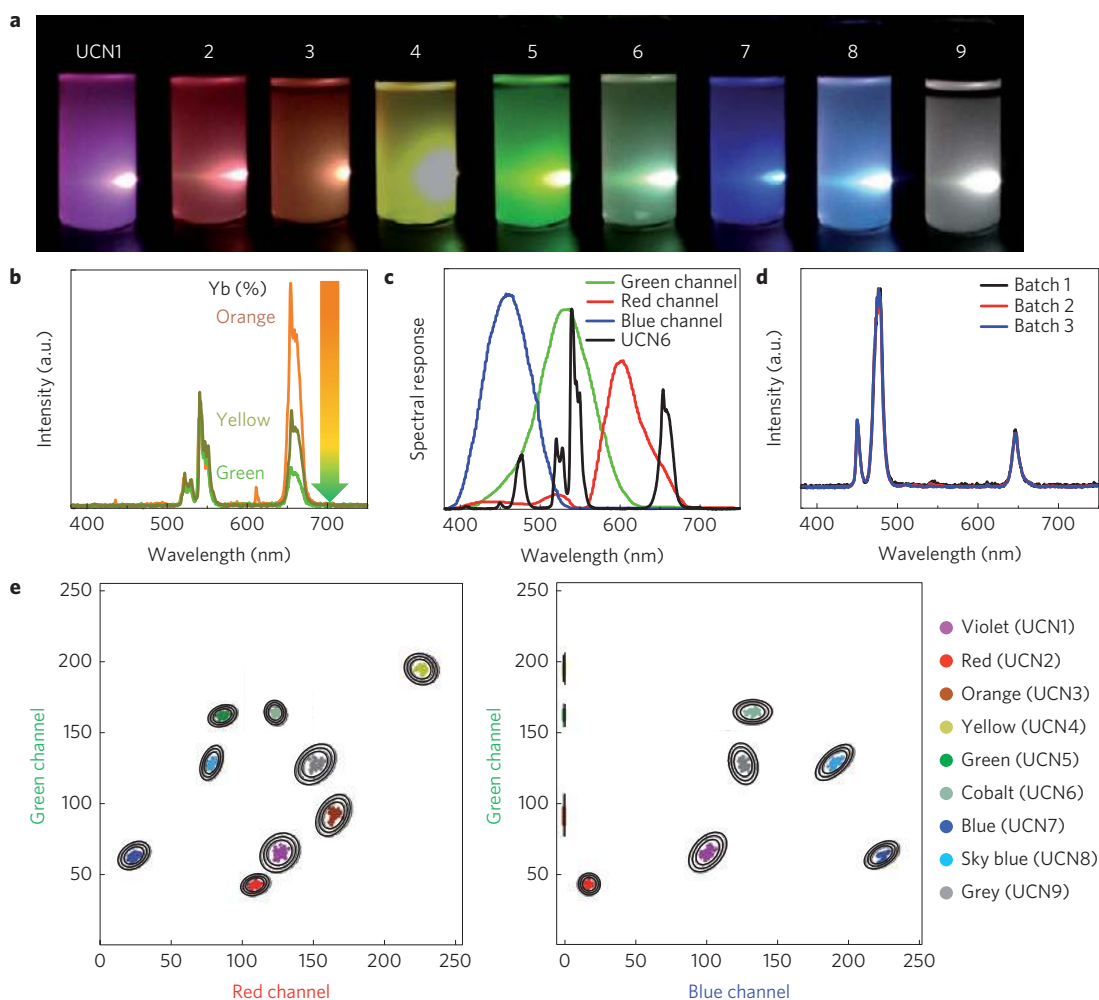 a
UCN1 2 3 4 5 6 7 8 9
b
Yb (%)
Orange
Yellow
Green
Intensity (a.u.)
400 500 600 700
Wavelength (nm)
c
Green channel
Red channel
Blue channel
UCN6
Spectral response
400 500 600 700
Wavelength (nm)
d
Batch 1
Batch 2
Batch 3
Intensity (a.u.)
400 500 600 700
Wavelength (nm)
e
250
200
150
100
50
Green channel
0 50 100 150 200 250
Red channel
250
200
150
100
50
Green channel
0 50 100 150 200 250
Blue channel
Violet (UCN1)
Red (UCN2)
Orange (UCN3)
Yellow (UCN4)
Green (UCN5)
Cobalt (UCN6)
Blue (UCN7)
Sky blue (UCN8)
Grey (UCN9)